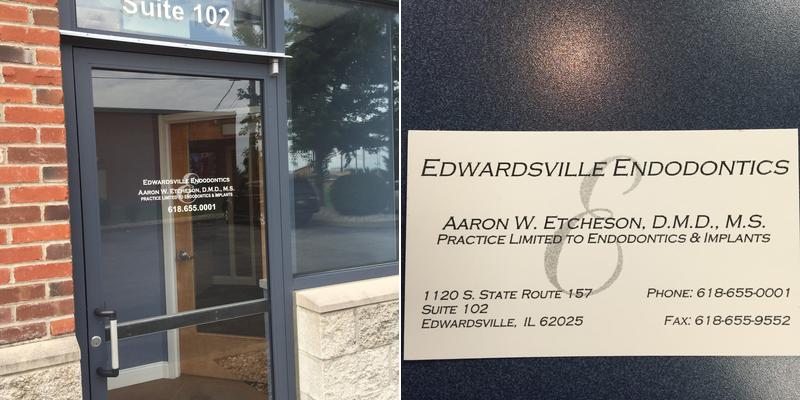 Suite 102
EDWARDSVILLE ENDODONTICS
AARON W. ETCHESON, D.M.D., M.S.
PRACTICE LIMITED TO ENDODONTICS & IMPLANTS
618.655.0001
E
EDWARDSVILLE ENDODONTICS
AARON W. ETCHESON, D.M.D., M.S.
PRACTICE LIMITED TO ENDODONTICS & IMPLANTS
E
1120 S. STATE ROUTE 157
SUITE 102
EDWARDSVILLE, IL 62025
PHONE: 618-655-0001
FAX: 618-655-9552